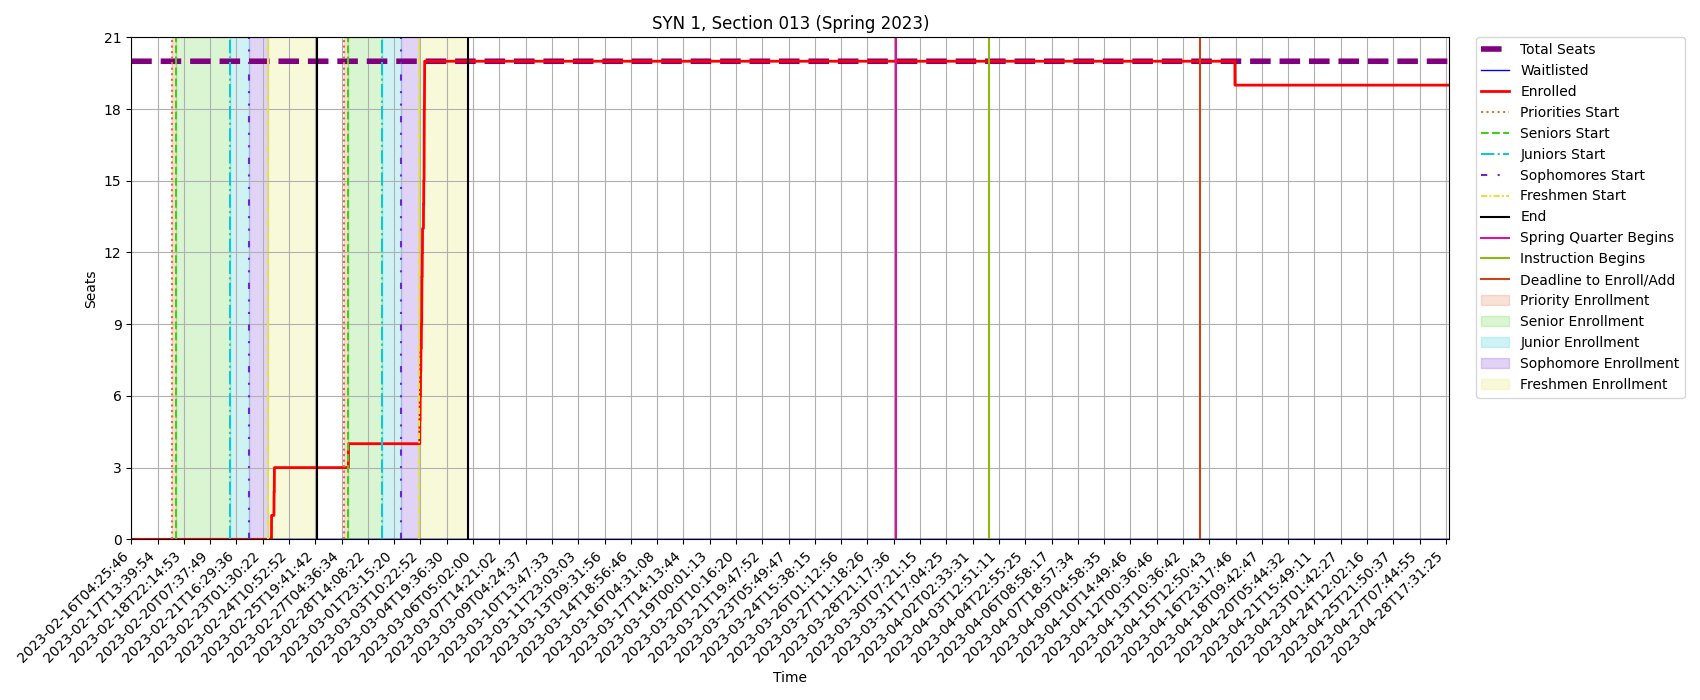 SYN 1, Section 013 (Spring 2023)
21
18
15
12
9
6
3
0
Seats
2023-02-16T04:25:46
2023-02-17T13:39:54
2023-02-18T22:14:53
2023-02-20T07:37:49
2023-02-21T16:29:36
2023-02-23T01:30:22
2023-02-24T10:52:52
2023-02-25T19:41:42
2023-02-27T04:36:34
2023-02-28T14:08:22
2023-03-01T23:15:20
2023-03-03T10:22:52
2023-03-04T19:36:30
2023-03-06T05:02:00
2023-03-07T14:21:02
2023-03-09T04:24:37
2023-03-10T13:47:33
2023-03-11T23:03:03
2023-03-13T09:31:56
2023-03-14T18:56:46
2023-03-16T04:31:08
2023-03-17T14:13:44
2023-03-19T00:01:13
2023-03-20T10:16:20
2023-03-21T19:47:52
2023-03-23T05:49:47
2023-03-24T15:38:15
2023-03-26T01:12:56
2023-03-27T11:18:26
2023-03-28T21:17:36
2023-03-30T07:21:15
2023-03-31T17:04:25
2023-04-02T02:33:31
2023-04-03T12:51:11
2023-04-04T22:55:25
2023-04-06T08:58:17
2023-04-07T18:57:34
2023-04-09T04:58:35
2023-04-10T14:49:46
2023-04-12T00:36:46
2023-04-13T10:36:42
2023-04-15T12:50:43
2023-04-16T23:17:46
2023-04-18T09:42:47
2023-04-20T05:44:32
2023-04-21T15:49:11
2023-04-23T01:42:27
2023-04-24T12:02:16
2023-04-25T21:50:37
2023-04-27T07:44:55
2023-04-28T17:31:25
Time
Total Seats
Waitlisted
Enrolled
Priorities Start
Seniors Start
Juniors Start
Sophomores Start
Freshmen Start
End
Spring Quarter Begins
Instruction Begins
Deadline to Enroll/Add
Priority Enrollment
Senior Enrollment
Junior Enrollment
Sophomore Enrollment
Freshmen Enrollment